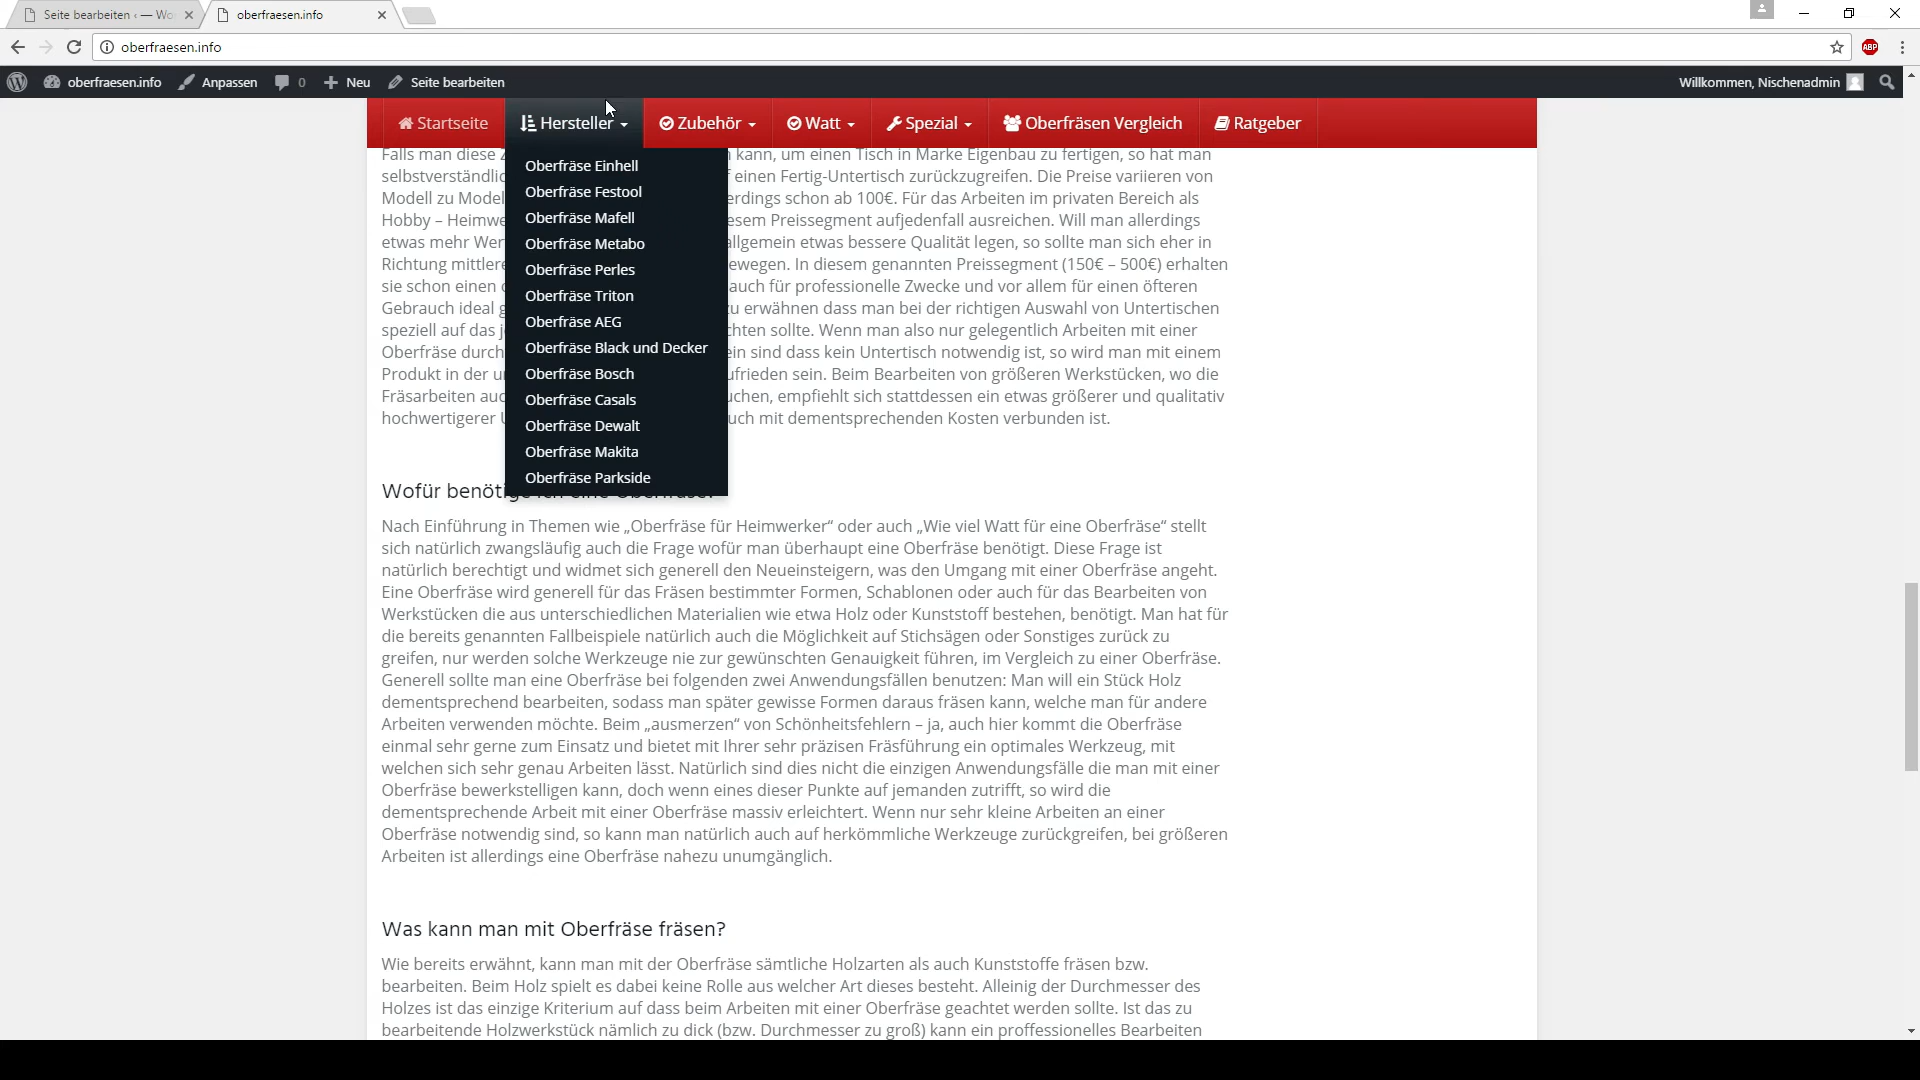 Seite bearbeiten ‹ — Wo
oberfraesen.info
oberfraesen.info
ABP
oberfraesen.info
Anpassen
0
Neu
Seite bearbeiten
Willkommen, Nischenadmin
Startseite
Hersteller
Zubehör
Watt
Spezial
Oberfräsen Vergleich
Ratgeber
Oberfräse Einhell
Oberfräse Festool
Oberfräse Mafell
Oberfräse Metabo
Oberfräse Perles
Oberfräse Triton
Oberfräse AEG
Oberfräse Black und Decker
Oberfräse Bosch
Oberfräse Casals
Oberfräse Dewalt
Oberfräse Makita
Oberfräse Parkside
Falls man diese kann, um einen Tisch in Marke Eigenbau zu fertigen, so hat man
selbstverständlic einen Fertig-Untertisch zurückzugreifen. Die Preise variieren von
Modell zu Model erdings schon ab 100€. Für das Arbeiten im privaten Bereich als
Hobby – Heimwe esem Preissegment aufjedenfall ausreichen. Will man allerdings
etwas mehr Wer allgemein etwas bessere Qualität legen, so sollte man sich eher in
Richtung mittlere ewegen. In diesem genannten Preissegment (150€ – 500€) erhalten
sie schon einen auch für professionelle Zwecke und vor allem für einen öfteren
Gebrauch ideal zu erwähnen dass man bei der richtigen Auswahl von Untertischen
speziell auf das chten sollte. Wenn man also nur gelegentlich Arbeiten mit einer
Oberfräse durch ein sind dass kein Untertisch notwendig ist, so wird man mit einem
Produkt in der ufrieden sein. Beim Bearbeiten von größeren Werkstücken, wo die
Fräsarbeiten auc uchen, empfiehlt sich stattdessen ein etwas größerer und qualitativ
hochwertigerer uch mit dementsprechenden Kosten verbunden ist.
Wofür benötige ich eine Oberfräse?
Nach Einführung in Themen wie „Oberfräse für Heimwerker“ oder auch „Wie viel Watt für eine Oberfräse“ stellt
sich natürlich zwangsläufig auch die Frage wofür man überhaupt eine Oberfräse benötigt. Diese Frage ist
natürlich berechtigt und widmet sich generell den Neueinsteigern, was den Umgang mit einer Oberfräse angeht.
Eine Oberfräse wird generell für das Fräsen bestimmter Formen, Schablonen oder auch für das Bearbeiten von
Werkstücken die aus unterschiedlichen Materialien wie etwa Holz oder Kunststoff bestehen, benötigt. Man hat für
die bereits genannten Fallbeispiele natürlich auch die Möglichkeit auf Stichsägen oder Sonstiges zurück zu
greifen, nur werden solche Werkzeuge nie zur gewünschten Genauigkeit führen, im Vergleich zu einer Oberfräse.
Generell sollte man eine Oberfräse bei folgenden zwei Anwendungsfällen benutzen: Man will ein Stück Holz
dementsprechend bearbeiten, sodass man später gewisse Formen daraus fräsen kann, welche man für andere
Arbeiten verwenden möchte. Beim „ausmerzen“ von Schönheitsfehlern – ja, auch hier kommt die Oberfräse
einmal sehr gerne zum Einsatz und bietet mit Ihrer sehr präzisen Fräsführung ein optimales Werkzeug, mit
welchen sich sehr genau Arbeiten lässt. Natürlich sind dies nicht die einzigen Anwendungsfälle die man mit einer
Oberfräse bewerkstelligen kann, doch wenn eines dieser Punkte auf jemanden zutrifft, so wird die
dementsprechende Arbeit mit einer Oberfräse massiv erleichtert. Wenn nur sehr kleine Arbeiten an einer
Oberfräse notwendig sind, so kann man natürlich auch auf herkömmliche Werkzeuge zurückgreifen, bei größeren
Arbeiten ist allerdings eine Oberfräse nahezu unumgänglich.
Was kann man mit Oberfräse fräsen?
Wie bereits erwähnt, kann man mit der Oberfräse sämtliche Holzarten als auch Kunststoffe fräsen bzw.
bearbeiten. Beim Holz spielt es dabei keine Rolle aus welcher Art dieses besteht. Alleinig der Durchmesser des
Holzes ist das einzige Kriterium auf dass beim Arbeiten mit einer Oberfräse geachtet werden sollte. Ist das zu
bearbeitende Holzwerkstück nämlich zu dick (bzw. Durchmesser zu groß) kann ein proffessionelles Bearbeiten